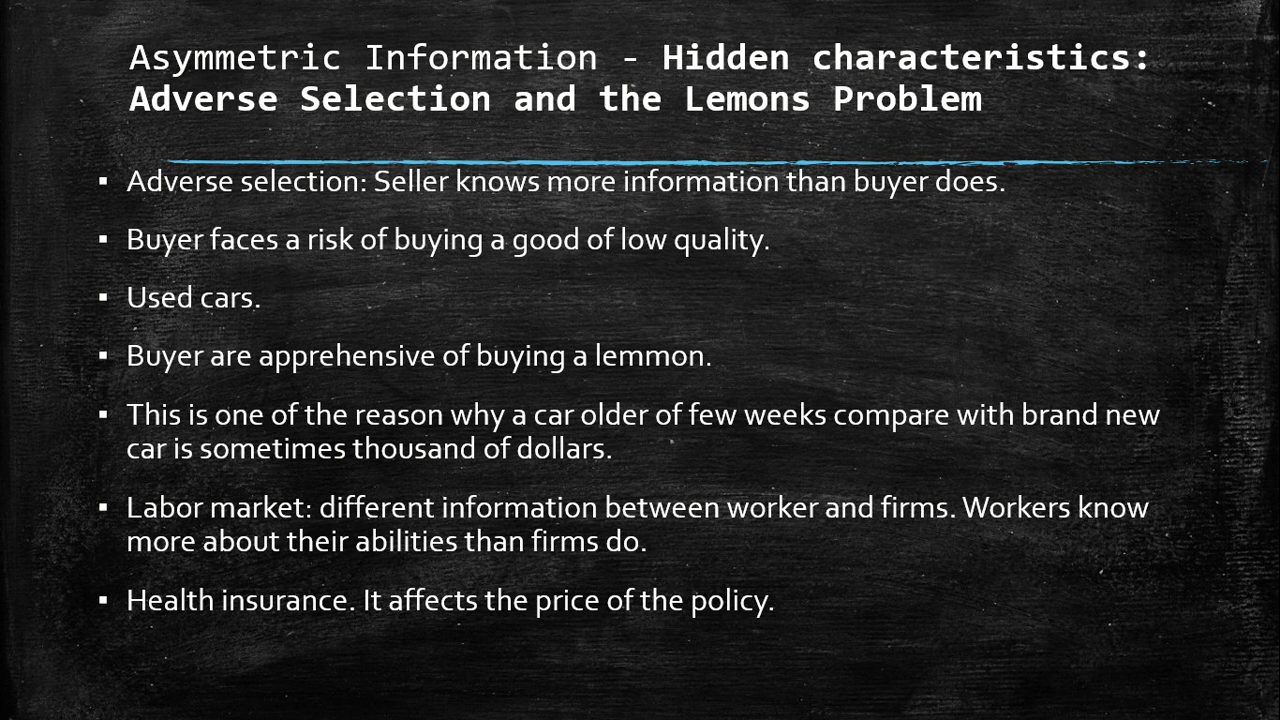 Asymmetric Information - Hidden characteristics:
Adverse Selection and the Lemons Problem
▪ Adverse selection: Seller knows more information than buyer does.
▪ Buyer faces a risk of buying a good of low quality.
▪ Used cars.
▪ Buyer are apprehensive of buying a lemmon.
▪ This is one of the reason why a car older of few weeks compare with brand new
car is sometimes thousand of dollars.
▪ Labor market: different information between worker and firms. Workers know
more about their abilities than firms do.
▪ Health insurance. It affects the price of the policy.